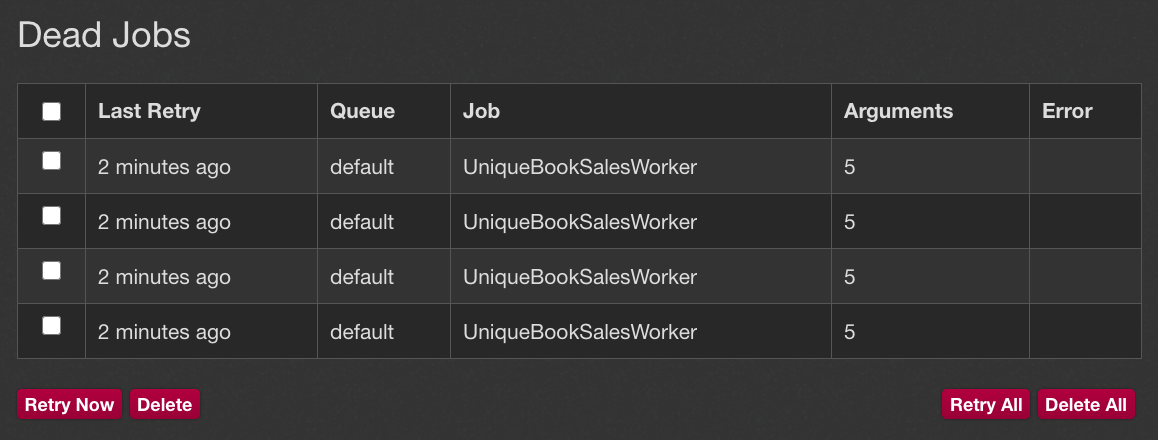 Dead Jobs
Last Retry Queue Job Arguments Error
2 minutes ago default UniqueBookSalesWorker 5
2 minutes ago default UniqueBookSalesWorker 5
2 minutes ago default UniqueBookSalesWorker 5
2 minutes ago default UniqueBookSalesWorker 5
Retry Now Delete Retry All Delete All